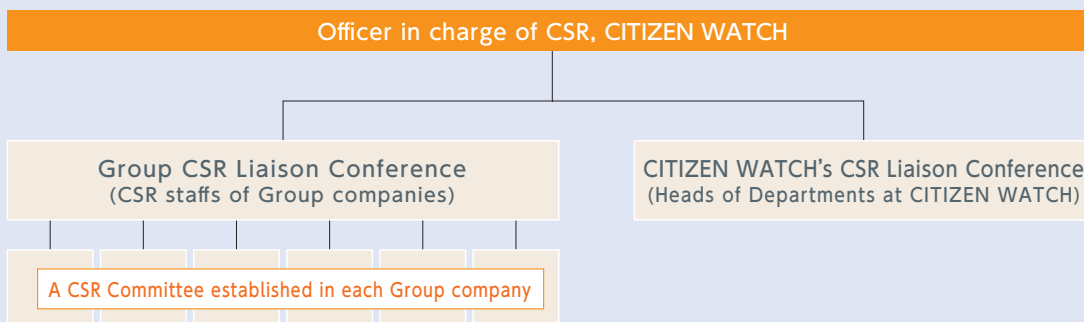 Officer in charge of CSR, CITIZEN WATCH
Group CSR Liaison Conference
(CSR staffs of Group companies)
CITIZEN WATCH's CSR Liaison Conference
(Heads of Departments at CITIZEN WATCH)
A CSR Committee established in each Group company